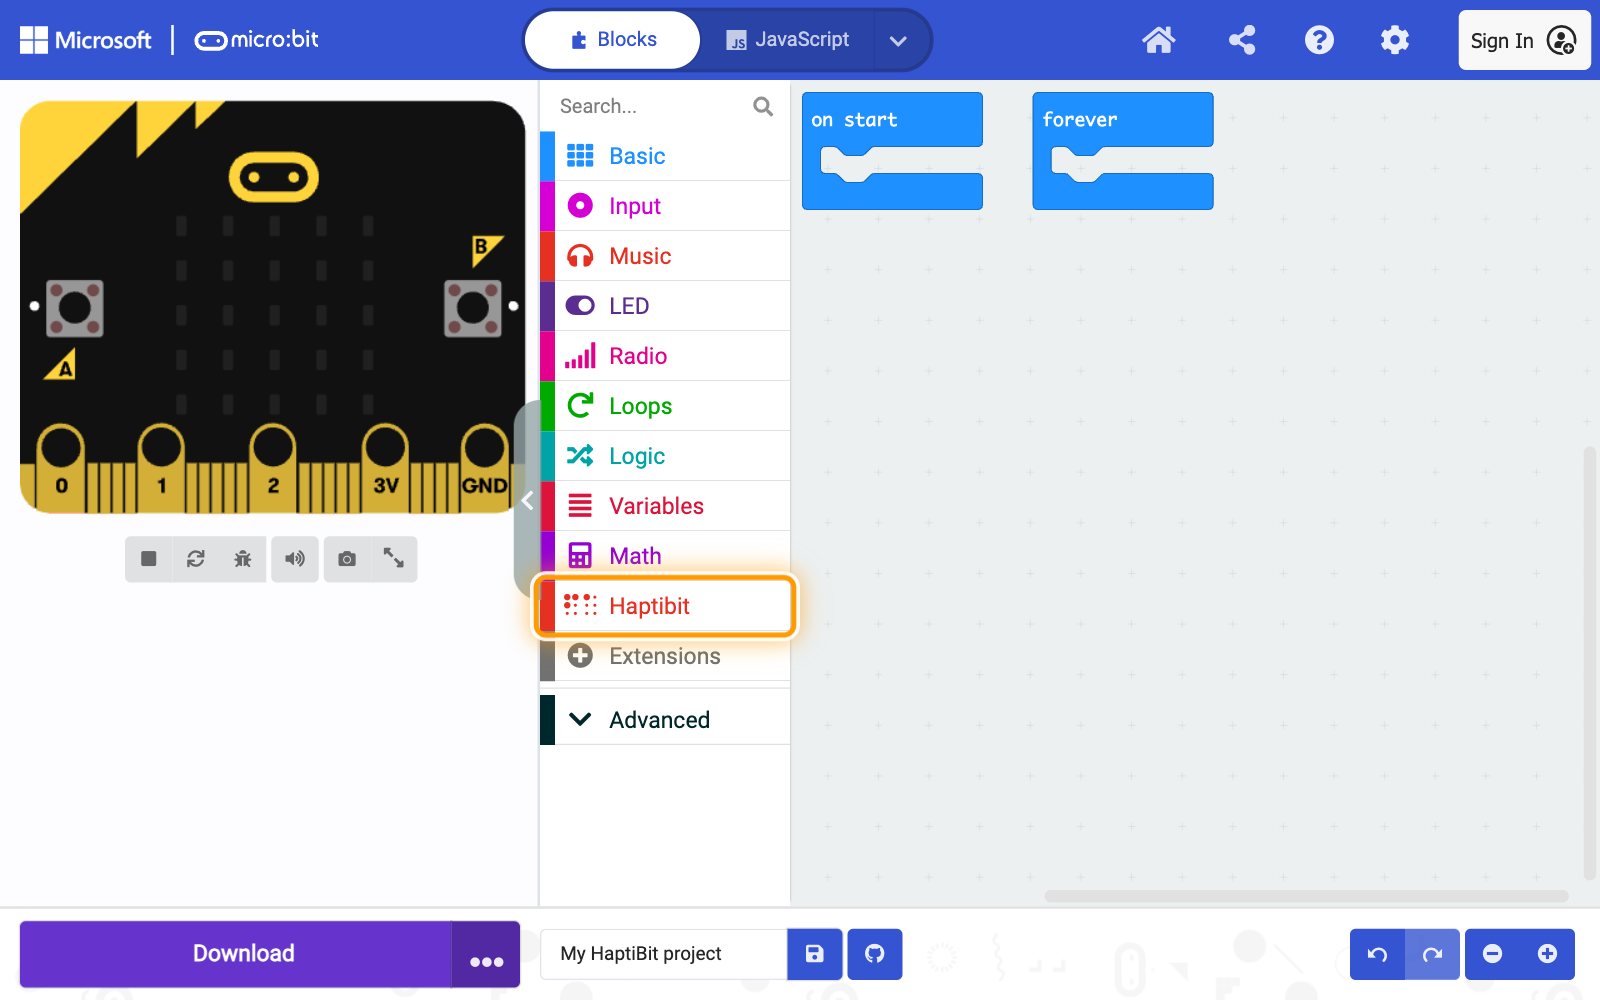 Microsoft
micro:bit
Blocks
JavaScript
Sign In
Search...
Basic
Input
Music
LED
Radio
Loops
Logic
Variables
Math
Haptibit
Extensions
Advanced
on start
forever
B
A
0 1 2 3V GND
Download
My HaptiBit project